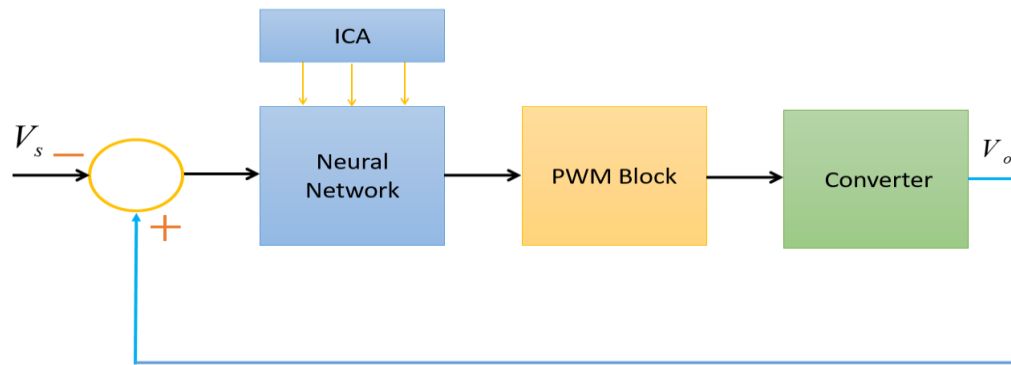 ICA
V_s
−
+
Neural
Network
PWM Block
Converter
V_o